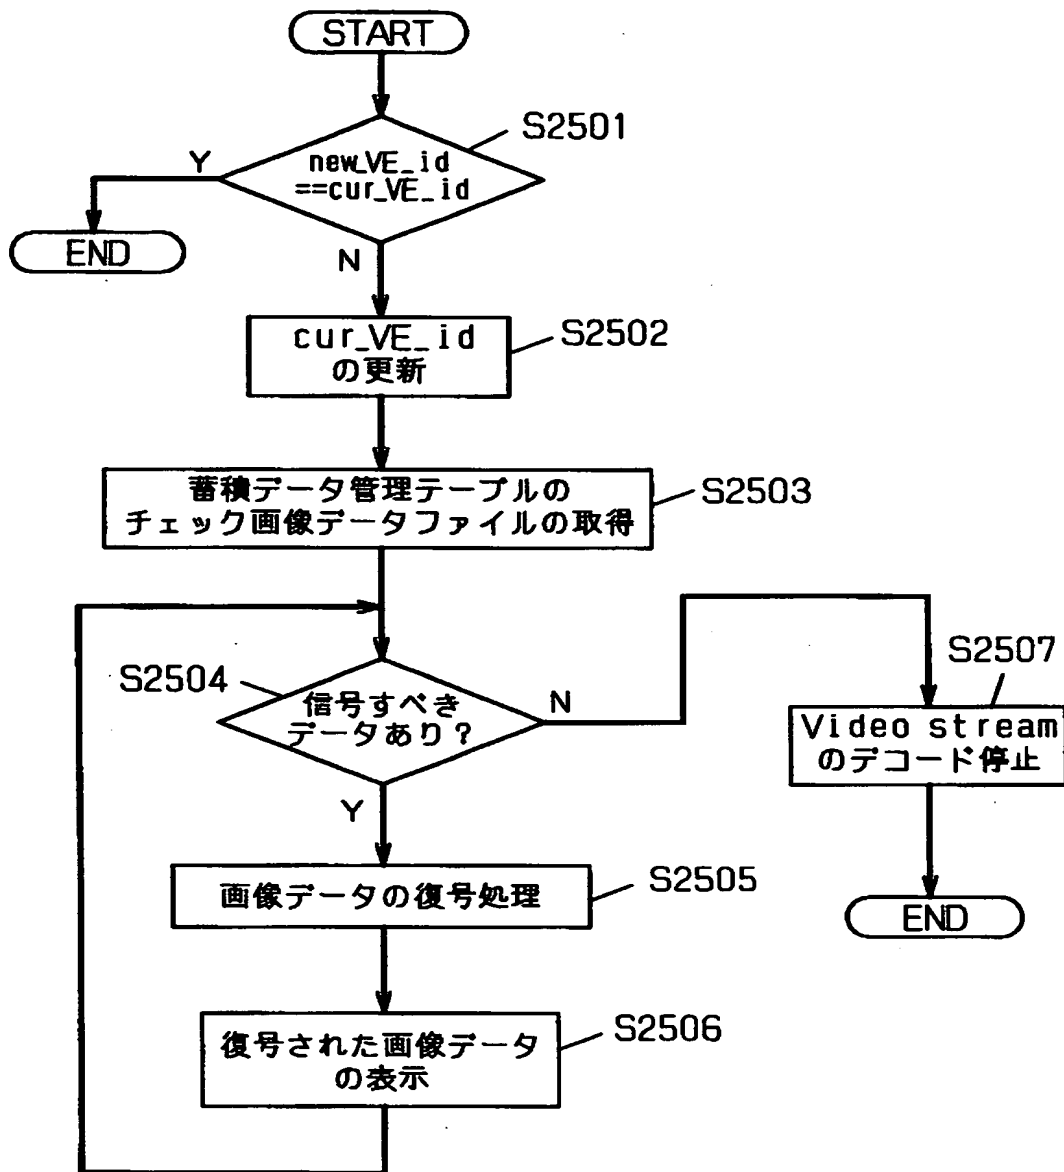 START
S2501
Y
new_VE_id
==cur_VE_id
END
N
cur_VE_id
の更新
S2502
蓄積データ管理テーブルの
チェック画像データファイルの取得
S2503
S2504
信号すべき
データあり?
N
S2507
Video stream
のデコード停止
Y
画像データの復号処理
S2505
END
復号された画像データ
の表示
S2506